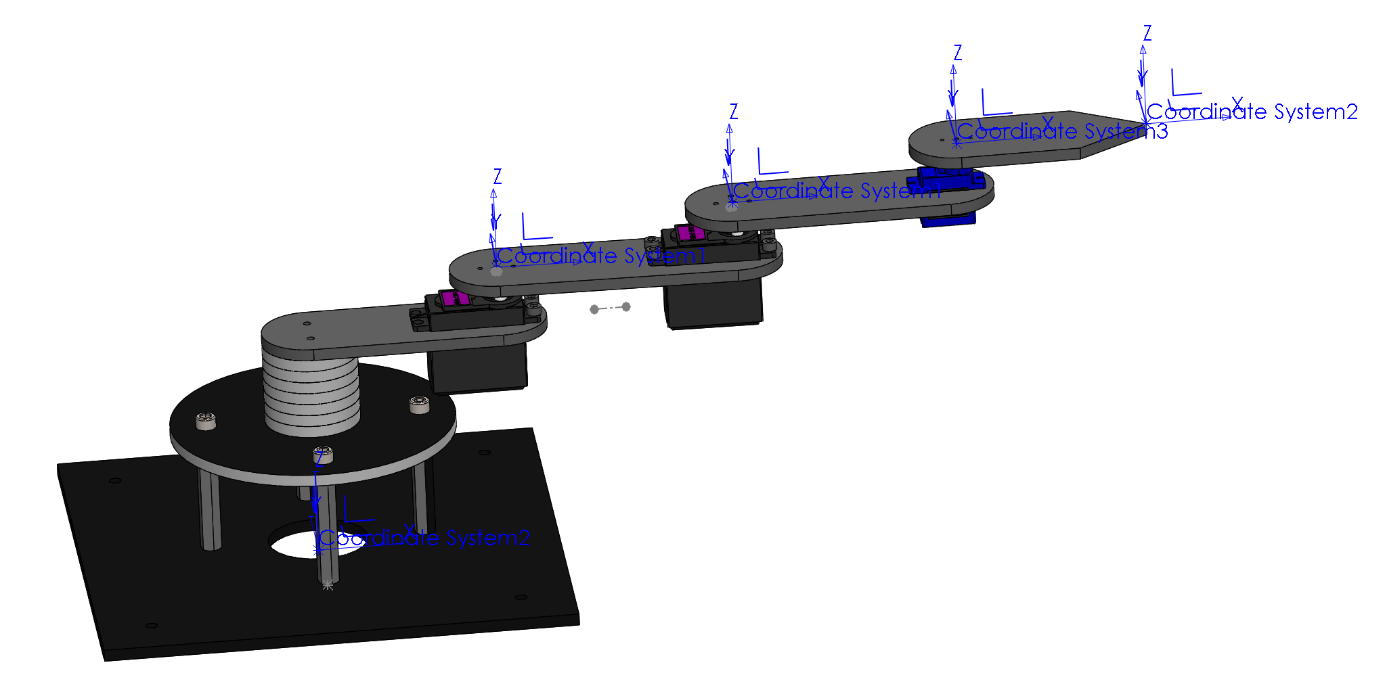 Z
Z
Coordinate System2
X
Y
Coordinate System3
X
Y
Z
Coordinate System1
X
Y
Z
Coordinate System1
X
Y
Z
Coordinate System2
X
Y